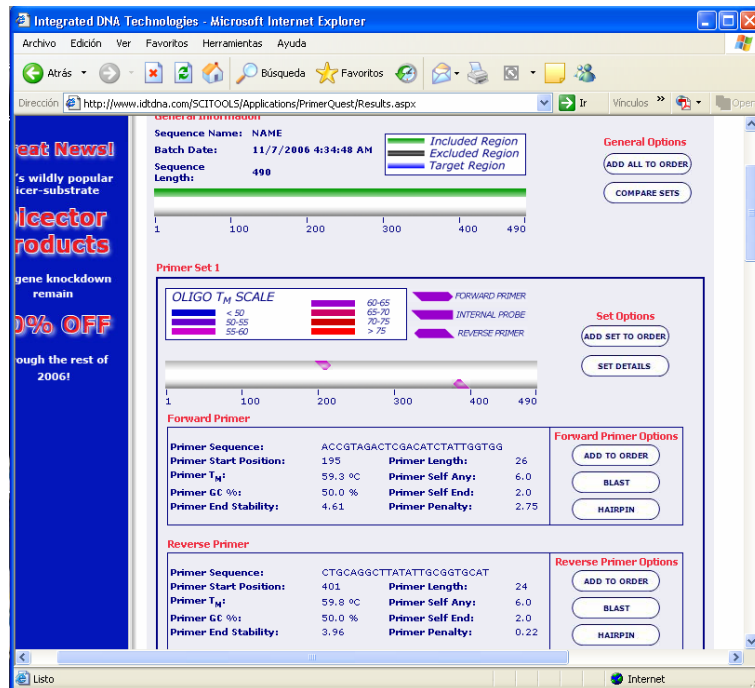 Integrated DNA Technologies - Microsoft Internet Explorer
Archivo Edición Ver Favoritos Herramientas Ayuda
Atrás Búsqueda Favoritos
Dirección http://www.idtdna.com/SCITOOLS/Applications/PrimerQuest/Results.aspx Ir Vínculos » Open
General Information
Sequence Name: NAME
Batch Date: 11/7/2006 4:34:48 AM
Sequence Length: 490
Included Region
Excluded Region
Target Region
General Options
ADD ALL TO ORDER
COMPARE SETS
1 100 200 300 400 490
eat News!
's wildly popular
icer-substrate
icector
roducts
gene knockdown
remain
0% OFF
rough the rest of
2006!
Primer Set 1
OLIGO TM SCALE
< 50
50-55
55-60
60-65
65-70
70-75
> 75
FORWARD PRIMER
INTERNAL PROBE
REVERSE PRIMER
Set Options
ADD SET TO ORDER
SET DETAILS
1 100 200 300 400 490
Forward Primer
Primer Sequence: ACCGTAGACTCGACATCTATTGGTGG
Primer Start Position: 195 Primer Length: 26
Primer TM: 59.3 ºC Primer Self Any: 6.0
Primer GC %: 50.0 % Primer Self End: 2.0
Primer End Stability: 4.61 Primer Penalty: 2.75
Forward Primer Options
ADD TO ORDER
BLAST
HAIRPIN
Reverse Primer
Primer Sequence: CTGCAGGCTTATATTGCGGTGCAT
Primer Start Position: 401 Primer Length: 24
Primer TM: 59.8 ºC Primer Self Any: 6.0
Primer GC %: 50.0 % Primer Self End: 2.0
Primer End Stability: 3.96 Primer Penalty: 0.22
Reverse Primer Options
ADD TO ORDER
BLAST
HAIRPIN
Listo Internet